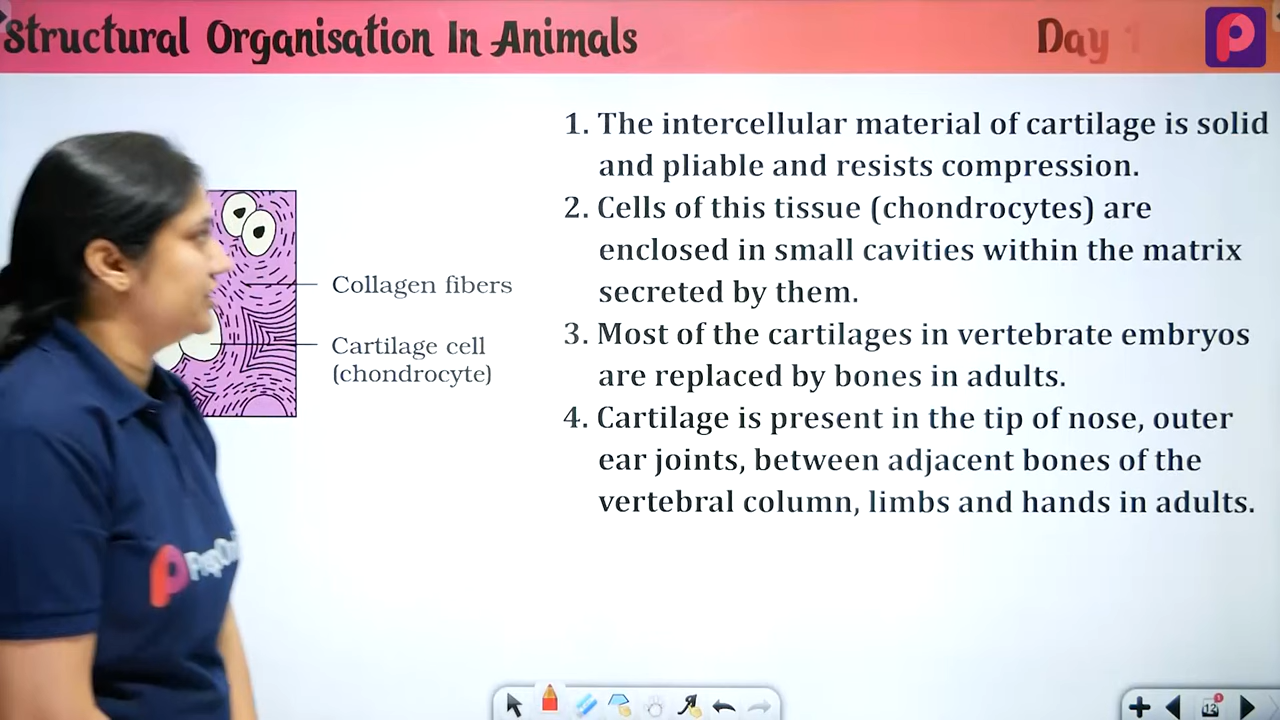 Structural Organisation In Animals
Day 1
1. The intercellular material of cartilage is solid
and pliable and resists compression.
2. Cells of this tissue (chondrocytes) are
enclosed in small cavities within the matrix
secreted by them.
3. Most of the cartilages in vertebrate embryos
are replaced by bones in adults.
4. Cartilage is present in the tip of nose, outer
ear joints, between adjacent bones of the
vertebral column, limbs and hands in adults.
Collagen fibers
Cartilage cell
(chondrocyte)
12